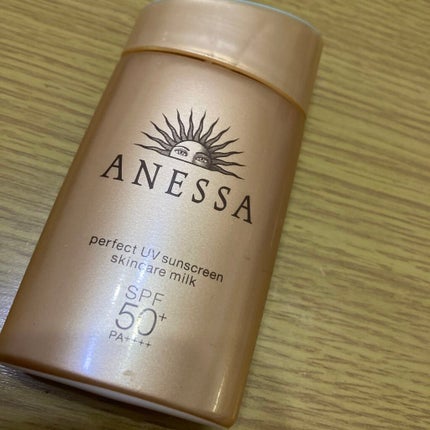 ANESSA
perfect UV sunscreen
skincare milk
SPF
50+
PA++++